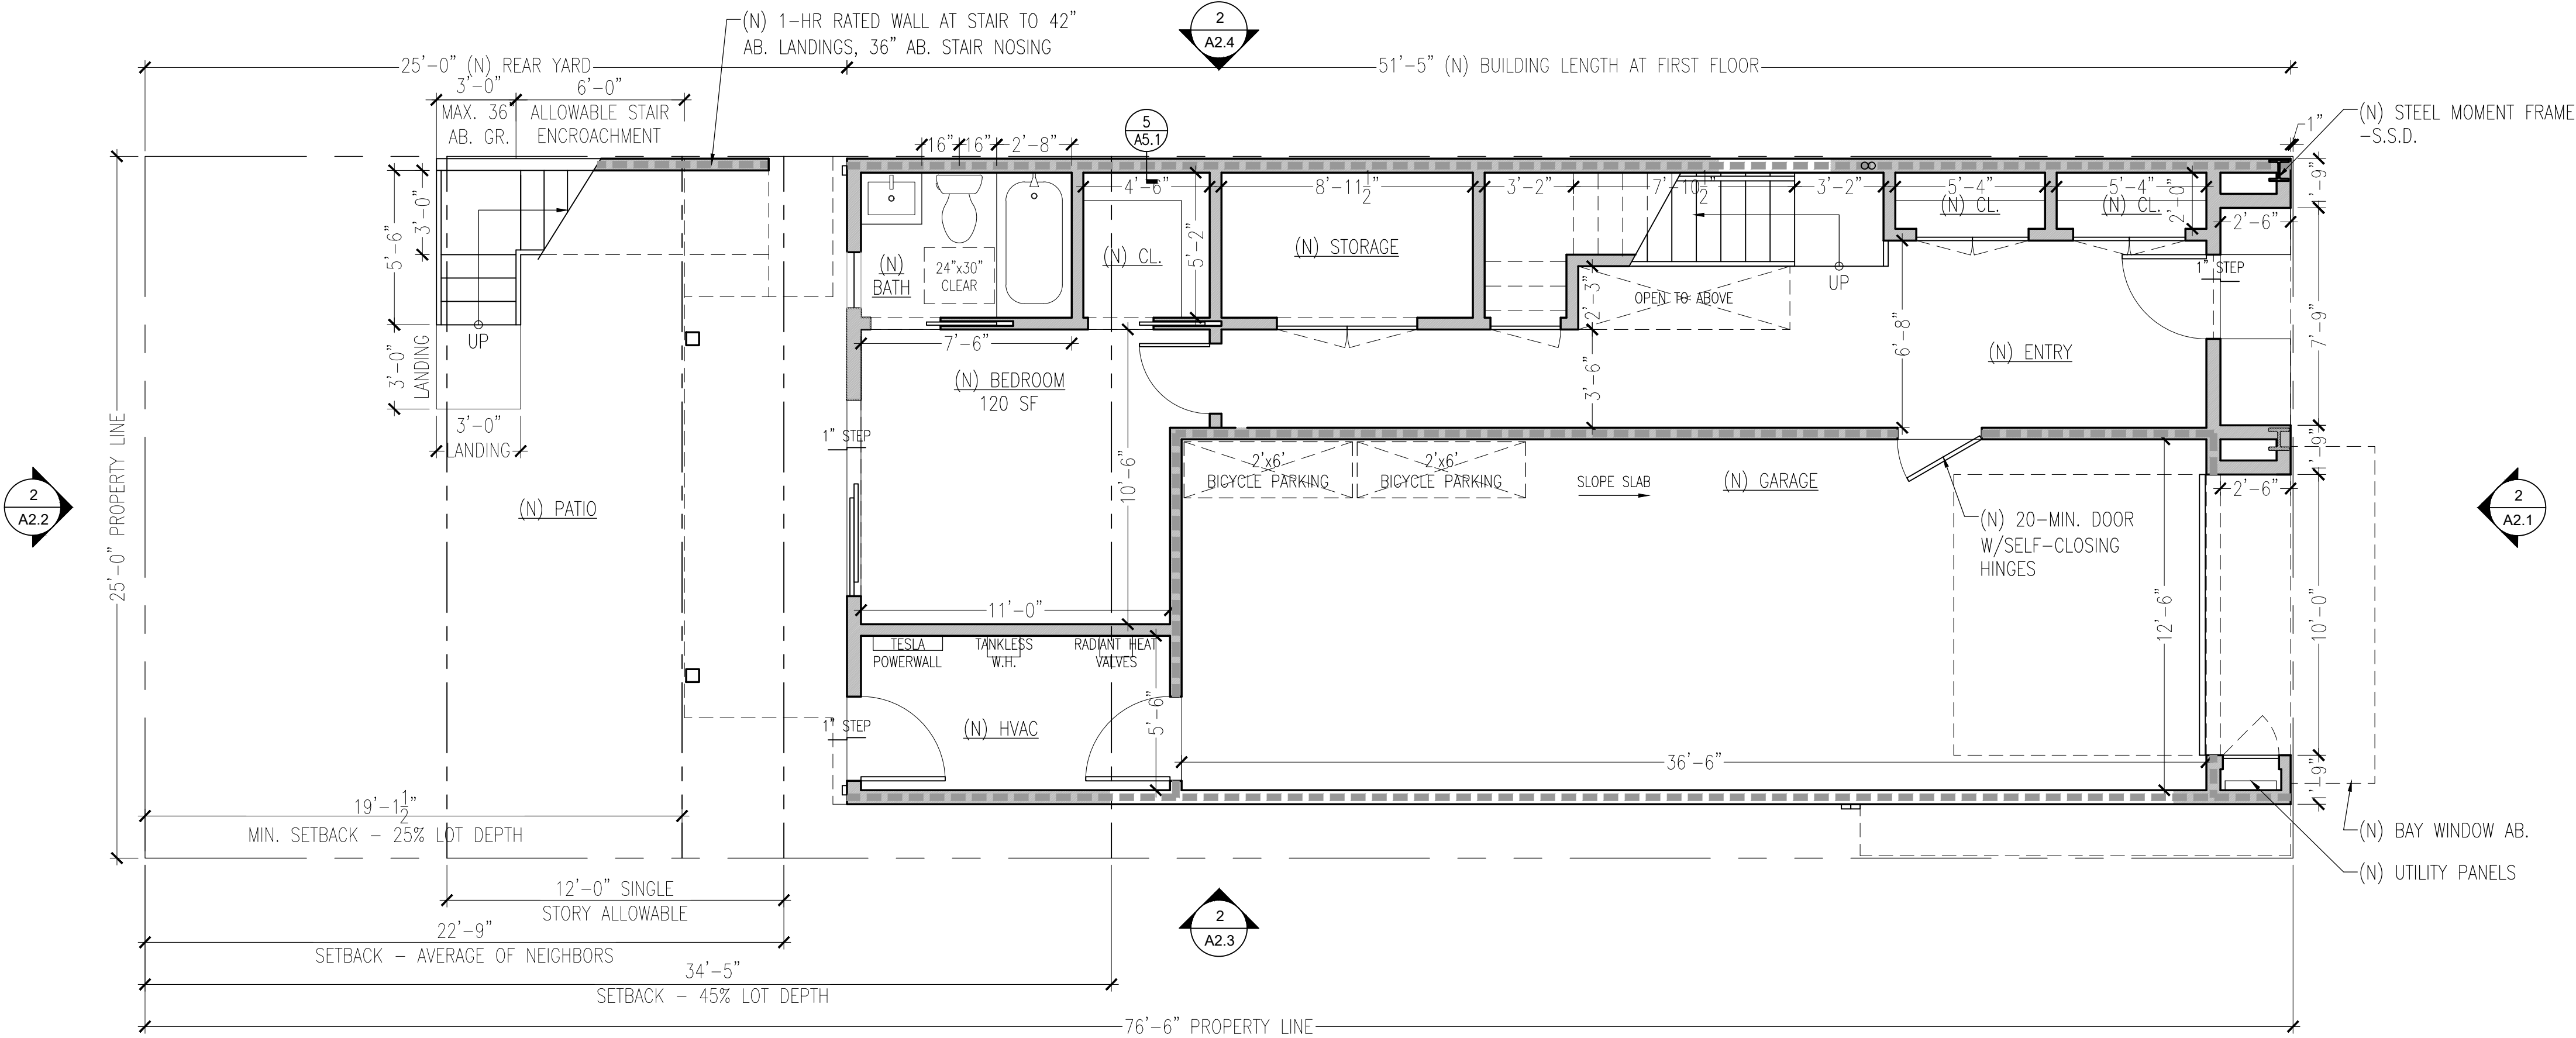 (N) 1-HR RATED WALL AT STAIR TO 42"
AB. LANDINGS, 36" AB. STAIR NOSING
2
A2.4
25'-0" (N) REAR YARD
51'-5" (N) BUILDING LENGTH AT FIRST FLOOR
3'-0"
MAX. 36"
AB. GR.
6'-0"
ALLOWABLE STAIR
ENCROACHMENT
5
A5.1
1"
(N) STEEL MOMENT FRAME
-S.S.D.
16"
16"
2'-8"
4'-6"
8'-11 1/2"
3'-2"
7'-10 1/2"
3'-2"
5'-4"
(N) CL.
5'-4"
(N) CL.
2'-0"
1'-9"
2'-6"
5'-6"
3'-0"
(N)
BATH
24"x30"
CLEAR
(N) CL.
5'-2"
(N) STORAGE
OPEN TO ABOVE
UP
2'-3"
1" STEP
7'-9"
UP
3'-0"
LANDING
3'-0"
LANDING
7'-6"
(N) BEDROOM
120 SF
3'-6"
6'-8"
(N) ENTRY
1" STEP
25'-0" PROPERTY LINE
2
A2.2
(N) PATIO
10'-6"
2'x6'
BICYCLE PARKING
2'x6'
BICYCLE PARKING
SLOPE SLAB
(N) GARAGE
1'-9"
2'-6"
2
A2.1
(N) 20-MIN. DOOR
W/SELF-CLOSING
HINGES
11'-0"
12'-6"
10'-0"
TESLA
POWERWALL
TANKLESS
W.H.
RADIANT HEAT
VALVES
1" STEP
(N) HVAC
5'-6"
36'-6"
1'-9"
19'-1 1/2"
MIN. SETBACK - 25% LOT DEPTH
(N) BAY WINDOW AB.
(N) UTILITY PANELS
12'-0" SINGLE
STORY ALLOWABLE
2
A2.3
22'-9"
SETBACK - AVERAGE OF NEIGHBORS
34'-5"
SETBACK - 45% LOT DEPTH
76'-6" PROPERTY LINE